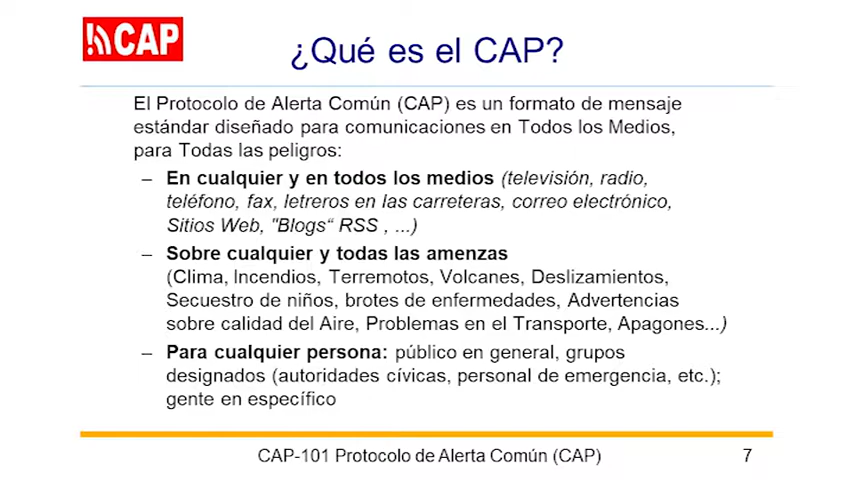 CAP
¿Qué es el CAP?
El Protocolo de Alerta Común (CAP) es un formato de mensaje
estándar diseñado para comunicaciones en Todos los Medios,
para Todas las peligros:
– En cualquier y en todos los medios (televisión, radio,
teléfono, fax, letreros en las carreteras, correo electrónico,
Sitios Web, "Blogs“ RSS , ...)
– Sobre cualquier y todas las amenzas
(Clima, Incendios, Terremotos, Volcanes, Deslizamientos,
Secuestro de niños, brotes de enfermedades, Advertencias
sobre calidad del Aire, Problemas en el Transporte, Apagones...)
– Para cualquier persona: público en general, grupos
designados (autoridades cívicas, personal de emergencia, etc.);
gente en específico
CAP-101 Protocolo de Alerta Común (CAP)
7